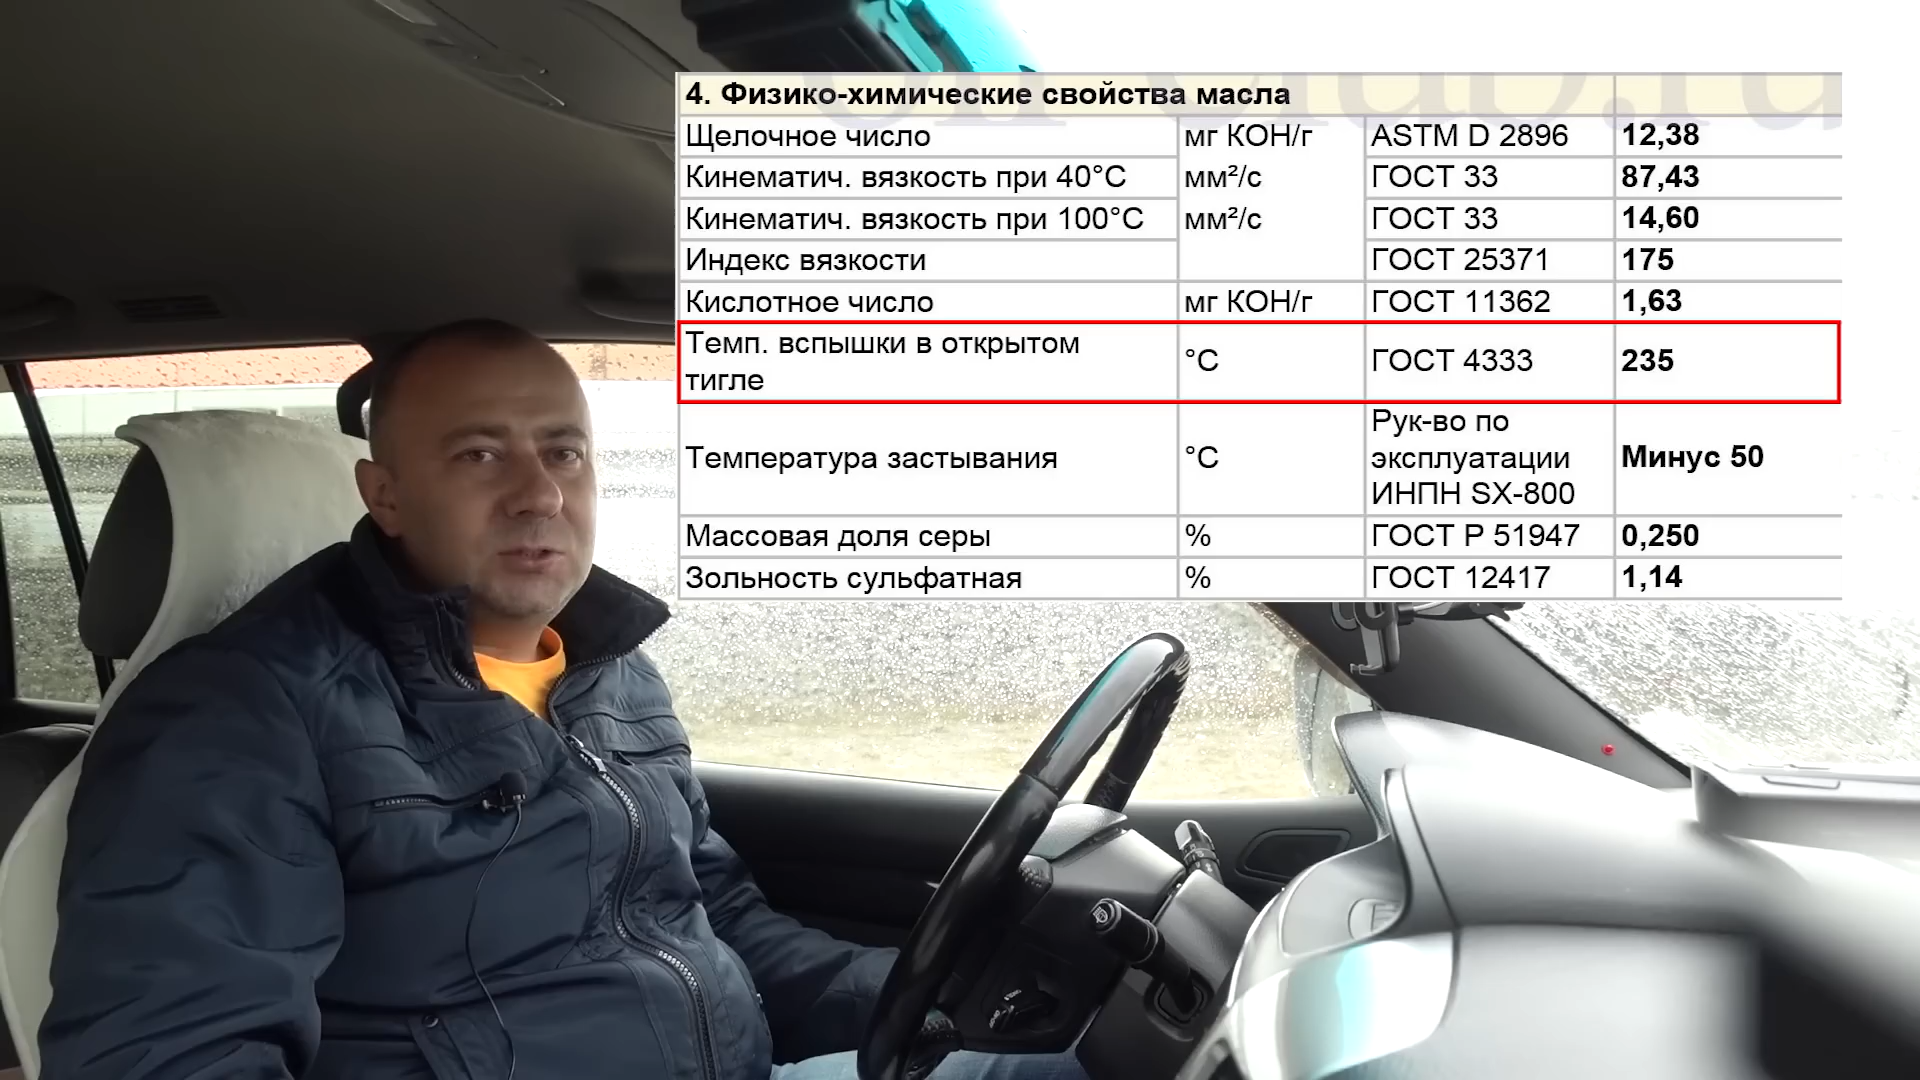 4. Физико-химические свойства масла
Щелочное число мг КОН/г ASTM D 2896 12,38
Кинематич. вязкость при 40°C мм²/с ГОСТ 33 87,43
Кинематич. вязкость при 100°C мм²/с ГОСТ 33 14,60
Индекс вязкости ГОСТ 25371 175
Кислотное число мг КОН/г ГОСТ 11362 1,63
Темп. вспышки в открытом
тигле °C ГОСТ 4333 235
Температура застывания °C Рук-во по
эксплуатации
ИНПН SX-800 Минус 50
Массовая доля серы % ГОСТ Р 51947 0,250
Зольность сульфатная % ГОСТ 12417 1,14